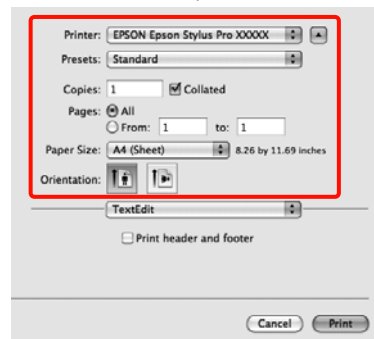 Printer: EPSON Epson Stylus Pro XXXXX
Presets: Standard
Copies: 1 Collated
Pages: All
From: 1 to: 1
Paper Size: A4 (Sheet) 8.26 by 11.69 inches
Orientation:
TextEdit
Print header and footer
Cancel Print